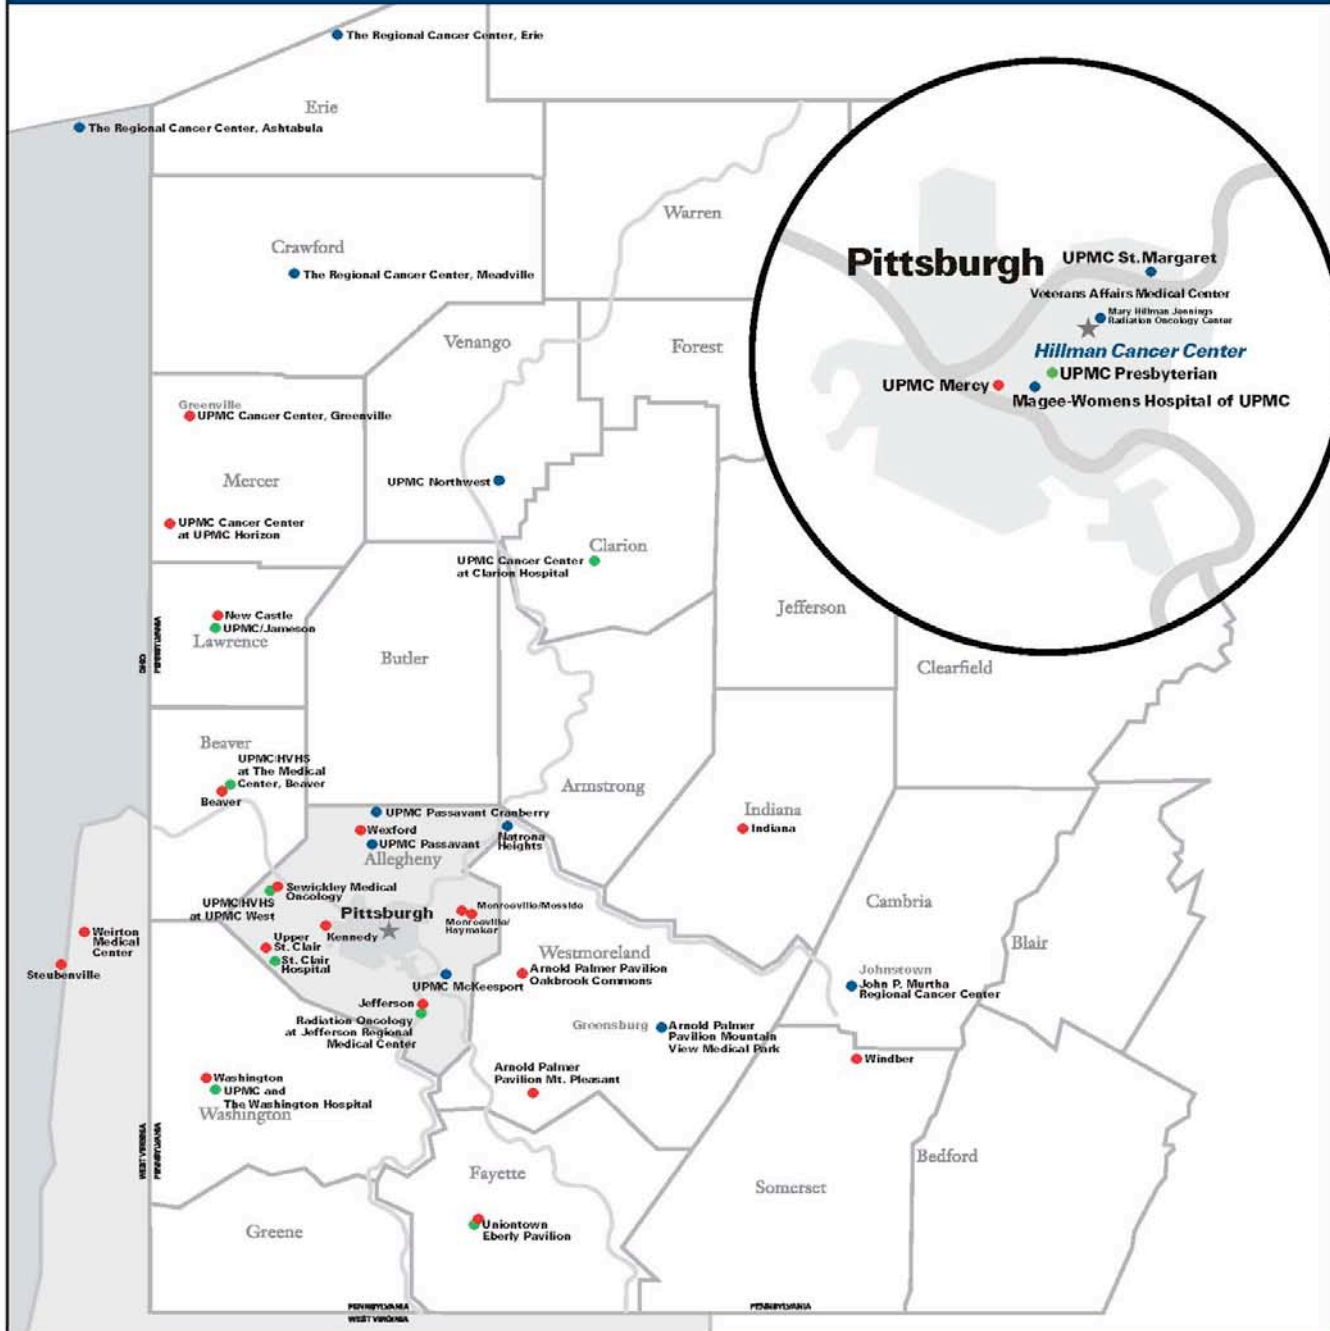 The Regional Cancer Center, Erie
Erie
The Regional Cancer Center, Ashtabula
Warren
Crawford
The Regional Cancer Center, Meadville
Pittsburgh
UPMC St. Margaret
Veterans Affairs Medical Center
Mary Hillman Jennings
Radiation Oncology Center
Hillman Cancer Center
UPMC Presbyterian
UPMC Mercy
Magee-Womens Hospital of UPMC
Venango
Forest
Greenville
UPMC Cancer Center, Greenville
Mercer
UPMC Northwest
UPMC Cancer Center
at UPMC Horizon
Clarion
UPMC Cancer Center
at Clarion Hospital
Jefferson
New Castle
UPMC/Jameson
Lawrence
OHIO
PENNSYLVANIA
Butler
Clearfield
Beaver
UPMC/HVHS
at The Medical
Center, Beaver
Beaver
Armstrong
Indiana
Indiana
UPMC Passavant Cranberry
Wexford
UPMC Passavant
Allegheny
Natrona
Heights
Sewickley Medical
Oncology
UPMC/HVHS
at UPMC West
Pittsburgh
Monroeville/Mosside
Monroeville/
Haymaker
Kennedy
Upper
St. Clair
St. Clair
Hospital
Cambria
Blair
Weirton
Medical
Center
Steubenville
Westmoreland
Arnold Palmer Pavilion
Oakbrook Commons
UPMC McKeesport
Johnstown
John P. Murtha
Regional Cancer Center
Jefferson
Radiation Oncology
at Jefferson Regional
Medical Center
Greensburg
Arnold Palmer
Pavilion Mountain
View Medical Park
Windber
Arnold Palmer
Pavilion Mt. Pleasant
Washington
UPMC and
The Washington Hospital
Washington
WEST VIRGINIA
PENNSYLVANIA
Bedford
Fayette
Somerset
Uniontown
Eberly Pavilion
Greene
PENNSYLVANIA
WEST VIRGINIA
PENNSYLVANIA